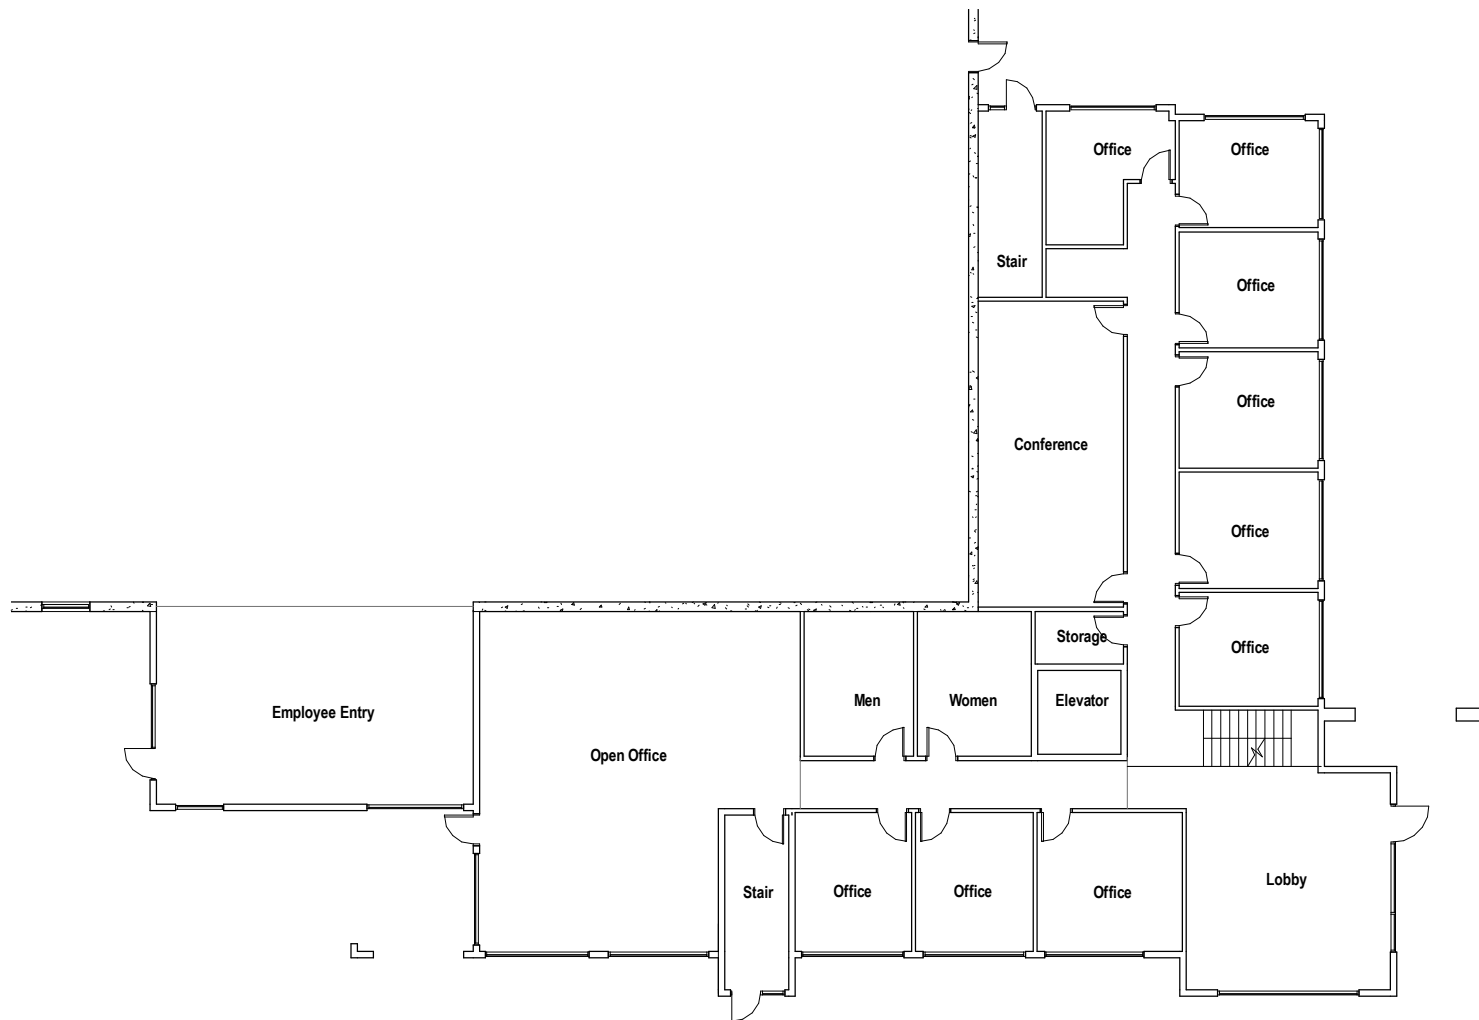 Office
Office
Stair
Office
Office
Conference
Office
Storage
Office
Men
Women
Elevator
Employee Entry
Open Office
Lobby
Stair
Office
Office
Office